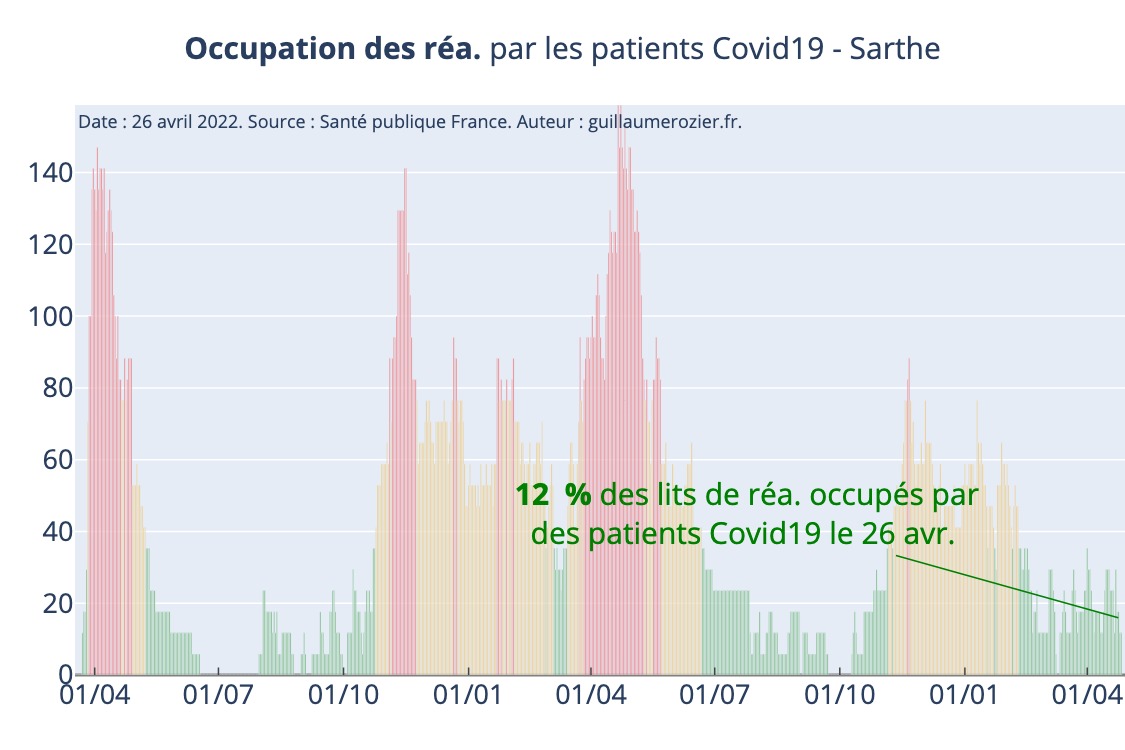 Occupation des réa. par les patients Covid19 - Sarthe
Date : 26 avril 2022. Source : Santé publique France. Auteur : guillaumerozier.fr.
140
120
100
80
60
12 % des lits de réa. occupés par
des patients Covid19 le 26 avr.
40
20
0
01/04 01/07 01/10 01/01 01/04 01/07 01/10 01/01 01/04